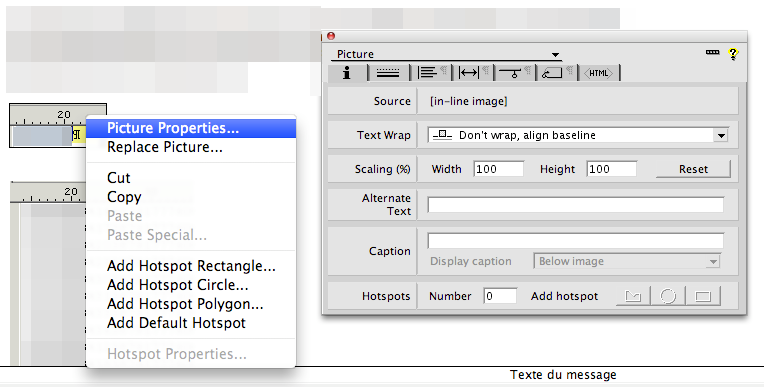 Picture
?
i
¶
¶
¶
<HTML>
Source [in-line image]
Text Wrap Don't wrap, align baseline
Scaling (%) Width 100 Height 100 Reset
Alternate
Text
Caption
Display caption Below image
Hotspots Number 0 Add hotspot
20
¶
Picture Properties...
Replace Picture...
Cut
Copy
Paste
Paste Special...
Add Hotspot Rectangle...
Add Hotspot Circle...
Add Hotspot Polygon...
Add Default Hotspot
Hotspot Properties...
20
Texte du message